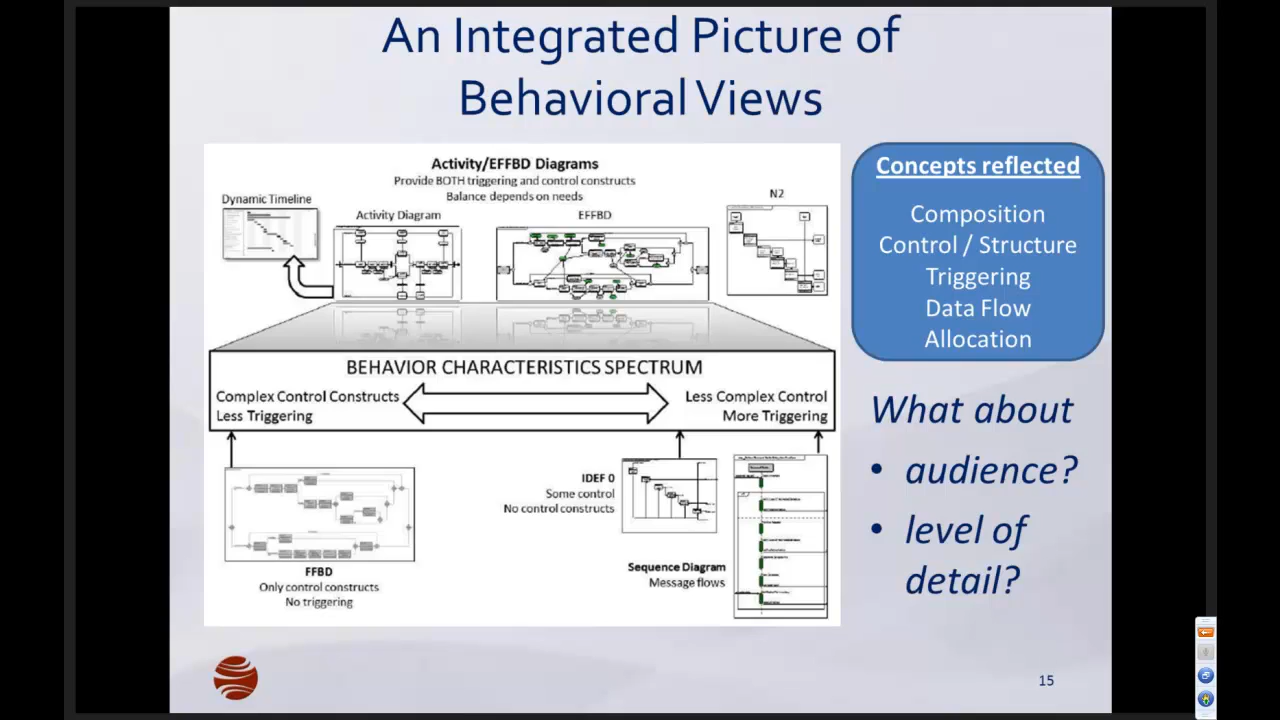 An Integrated Picture of
Behavioral Views
Activity/EFFBD Diagrams
Provide BOTH triggering and control constructs
Balance depends on needs
Dynamic Timeline
Activity Diagram
EFFBD
N2
BEHAVIOR CHARACTERISTICS SPECTRUM
Complex Control Constructs
Less Triggering
Less Complex Control
More Triggering
FFBD
Only control constructs
No triggering
IDEF 0
Some control
No control constructs
Sequence Diagram
Message flows
Concepts reflected
Composition
Control / Structure
Triggering
Data Flow
Allocation
What about
• audience?
• level of
detail?
15